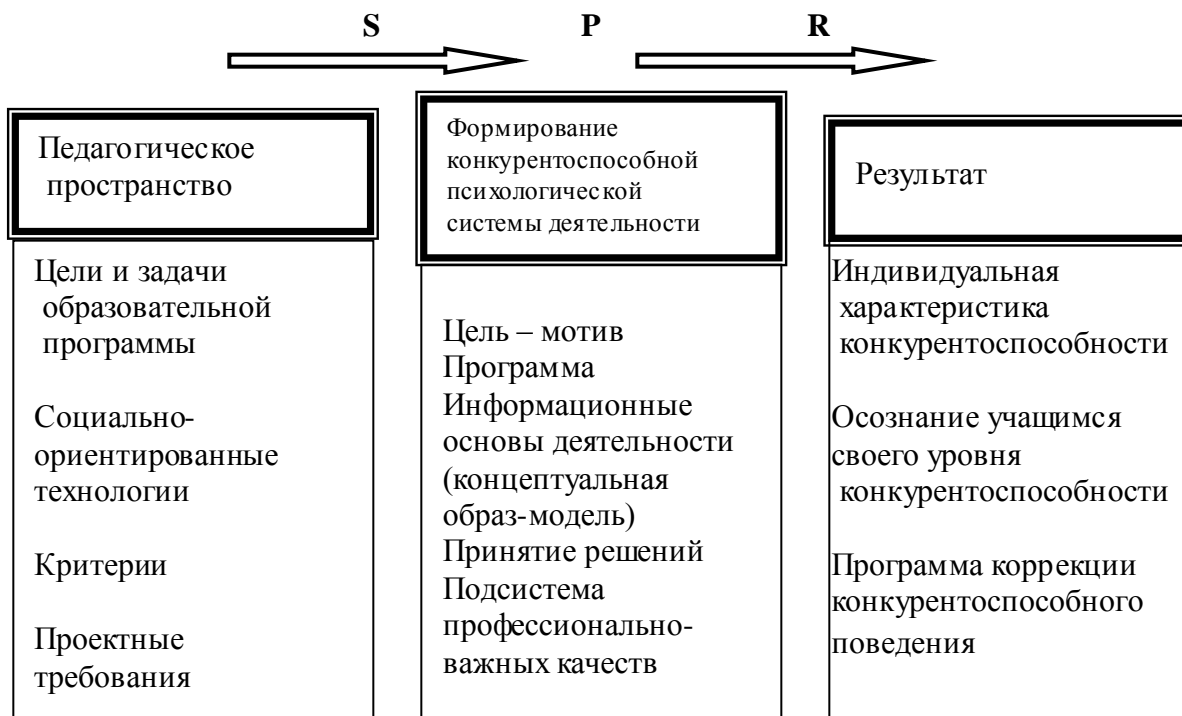 S P R
Педагогическое
пространство
Цели и задачи
образовательной
программы
Социально-
ориентированные
технологии
Критерии
Проектные
требования
Формирование
конкурентоспособной
психологической
системы деятельности
Цель – мотив
Программа
Информационные
основы деятельности
(концептуальная
образ-модель)
Принятие решений
Подсистема
профессионально-
важных качеств
Результат
Индивидуальная
характеристика
конкурентоспособности
Осознание учащимся
своего уровня
конкурентоспособности
Программа коррекции
конкурентоспособного
поведения